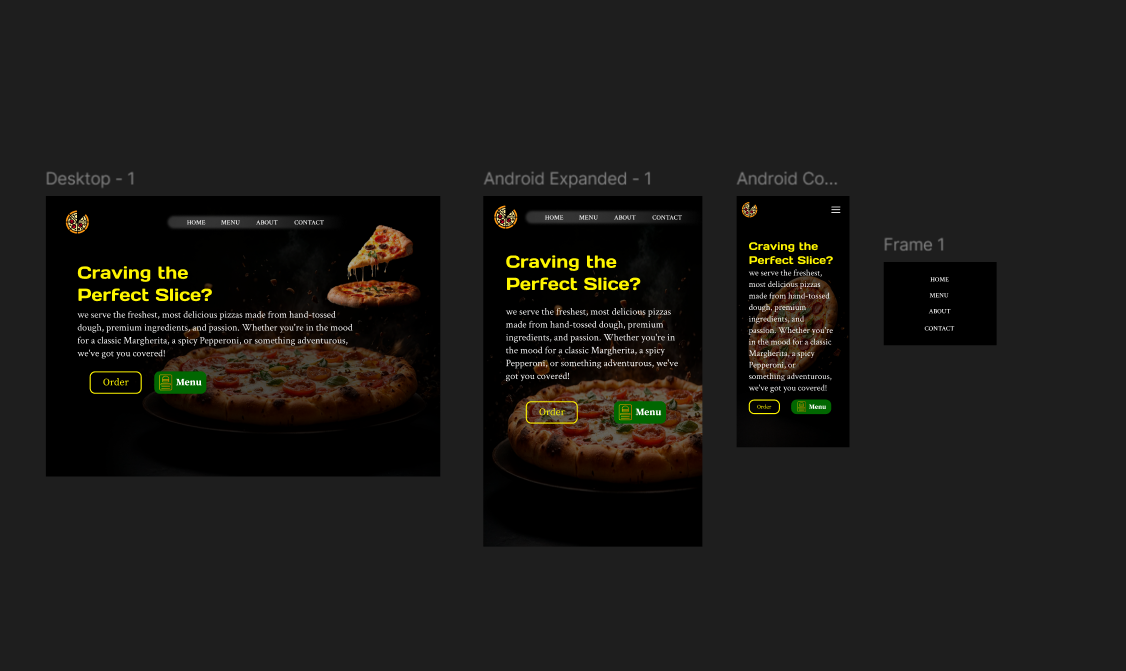 Desktop - 1
HOME MENU ABOUT CONTACT
Craving the
Perfect Slice?
we serve the freshest, most delicious pizzas made from hand-tossed
dough, premium ingredients, and passion. Whether you're in the mood
for a classic Margherita, a spicy Pepperoni, or something adventurous,
we've got you covered!
Order
Menu
Android Expanded - 1
HOME MENU ABOUT CONTACT
Craving the
Perfect Slice?
we serve the freshest, most delicious pizzas
made from hand-tossed dough, premium
ingredients, and passion. Whether you're in
the mood for a classic Margherita, a spicy
Pepperoni, or something adventurous, we've
got you covered!
Order
Menu
Android Co...
Craving the
Perfect Slice?
we serve the freshest,
most delicious pizzas
made from hand-tossed
dough, premium
ingredients, and
passion. Whether you're
in the mood for a classic
Margherita, a spicy
Pepperoni, or
something adventurous,
we've got you covered!
Order
Menu
Frame 1
HOME
MENU
ABOUT
CONTACT